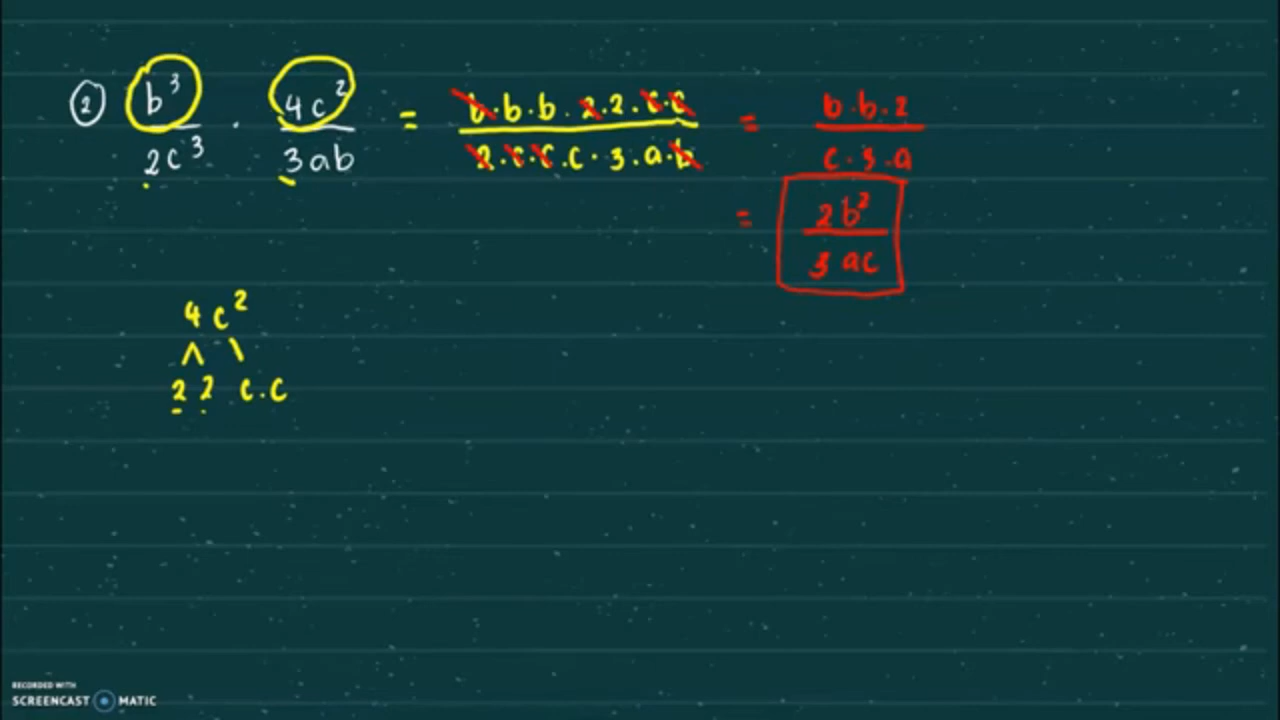 ② b³/2c³ · 4c²/3ab = b·b·b·2·2·c·c/2·c·c·c·3·a·b = b·b·2/c·3·a
= 2b²/3ac
4c²
2 2 c·c
RECORDED WITH
SCREENCAST MATIC